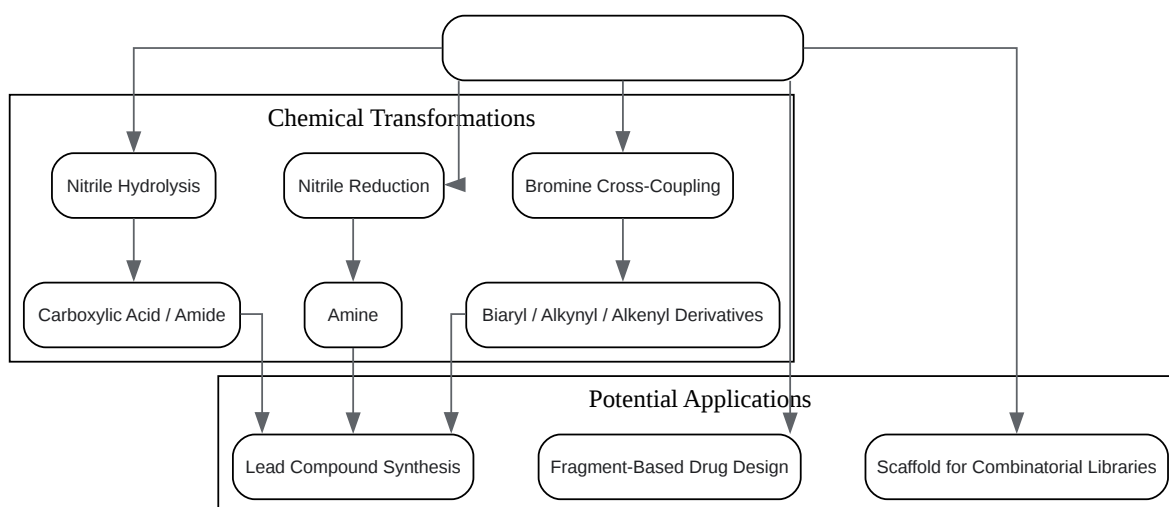 Chemical Transformations
Nitrile Hydrolysis
Nitrile Reduction
Bromine Cross-Coupling
Carboxylic Acid / Amide
Amine
Biaryl / Alkynyl / Alkenyl Derivatives
Potential Applications
Lead Compound Synthesis
Fragment-Based Drug Design
Scaffold for Combinatorial Libraries